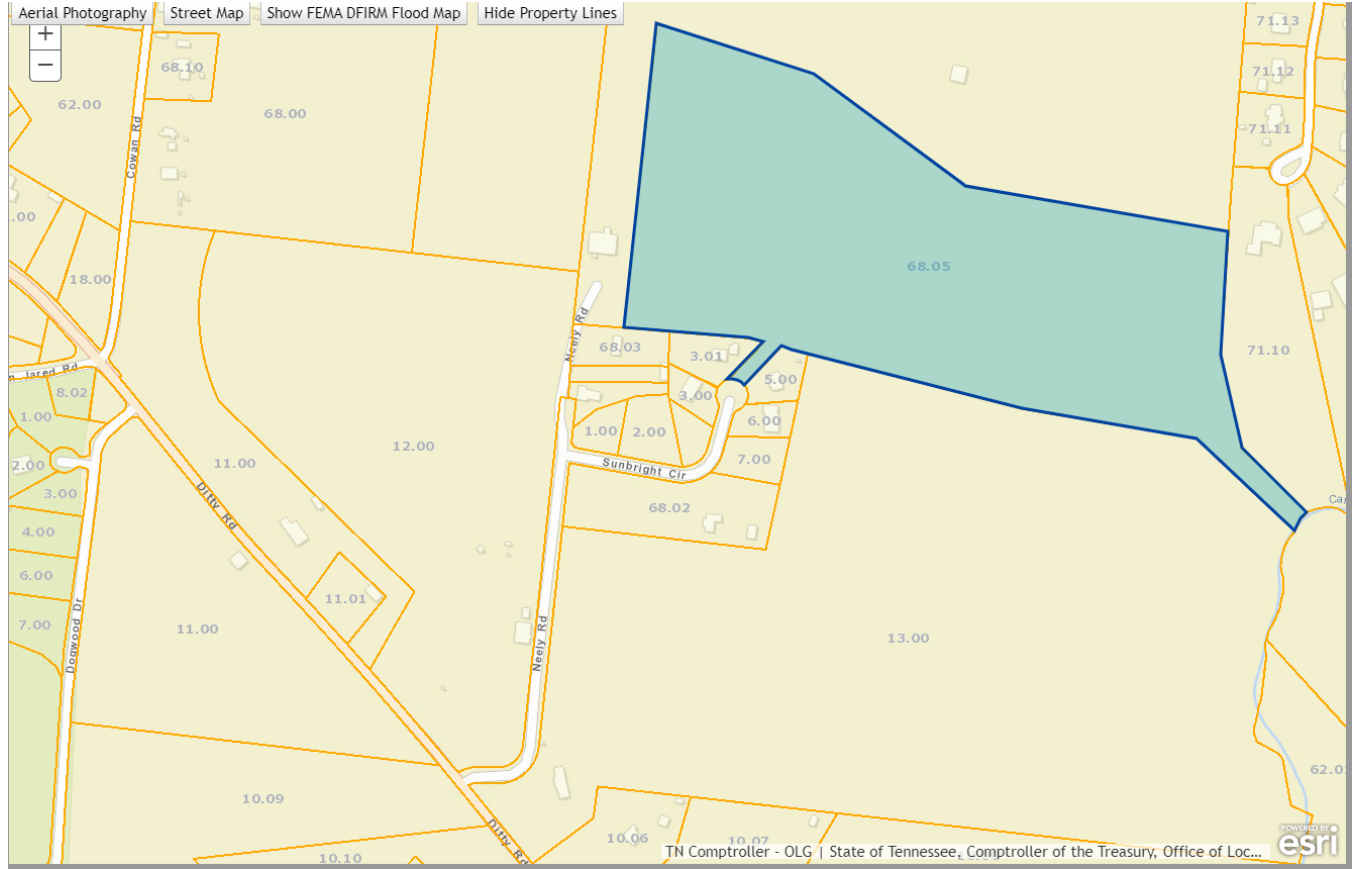 Aerial Photography
Street Map
Show FEMA DFIRM Flood Map
Hide Property Lines
+
−
71.13
68.10
71.12
62.00
68.00
71.11
Cowan Rd
.00
68.05
18.00
Neely Rd
68.03
3.01
71.10
n Jared Rd
8.02
5.00
3.00
1.00
6.00
1.00
2.00
12.00
2.00
11.00
7.00
Sunbright Cir
3.00
Ditty Rd
Ca
68.02
4.00
6.00
11.01
7.00
11.00
Dogwood Dr
Neely Rd
13.00
62.0
10.09
Ditty Rd
10.06
10.07
10.10
TN Comptroller - OLG | State of Tennessee, Comptroller of the Treasury, Office of Loc...
POWERED BY
esri